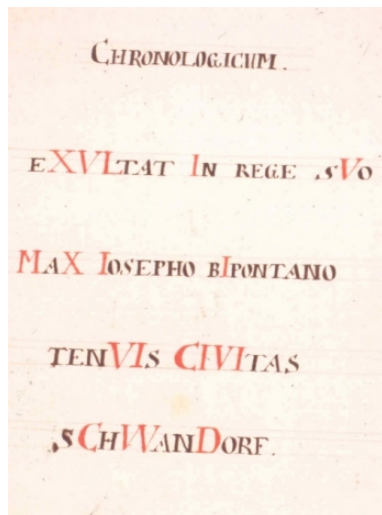 CHRONOLOGICUM.
eXVLtat In rege sVo
MaX Iosepho bIpontano
tenVIs CIVItas
sChWanDorf.